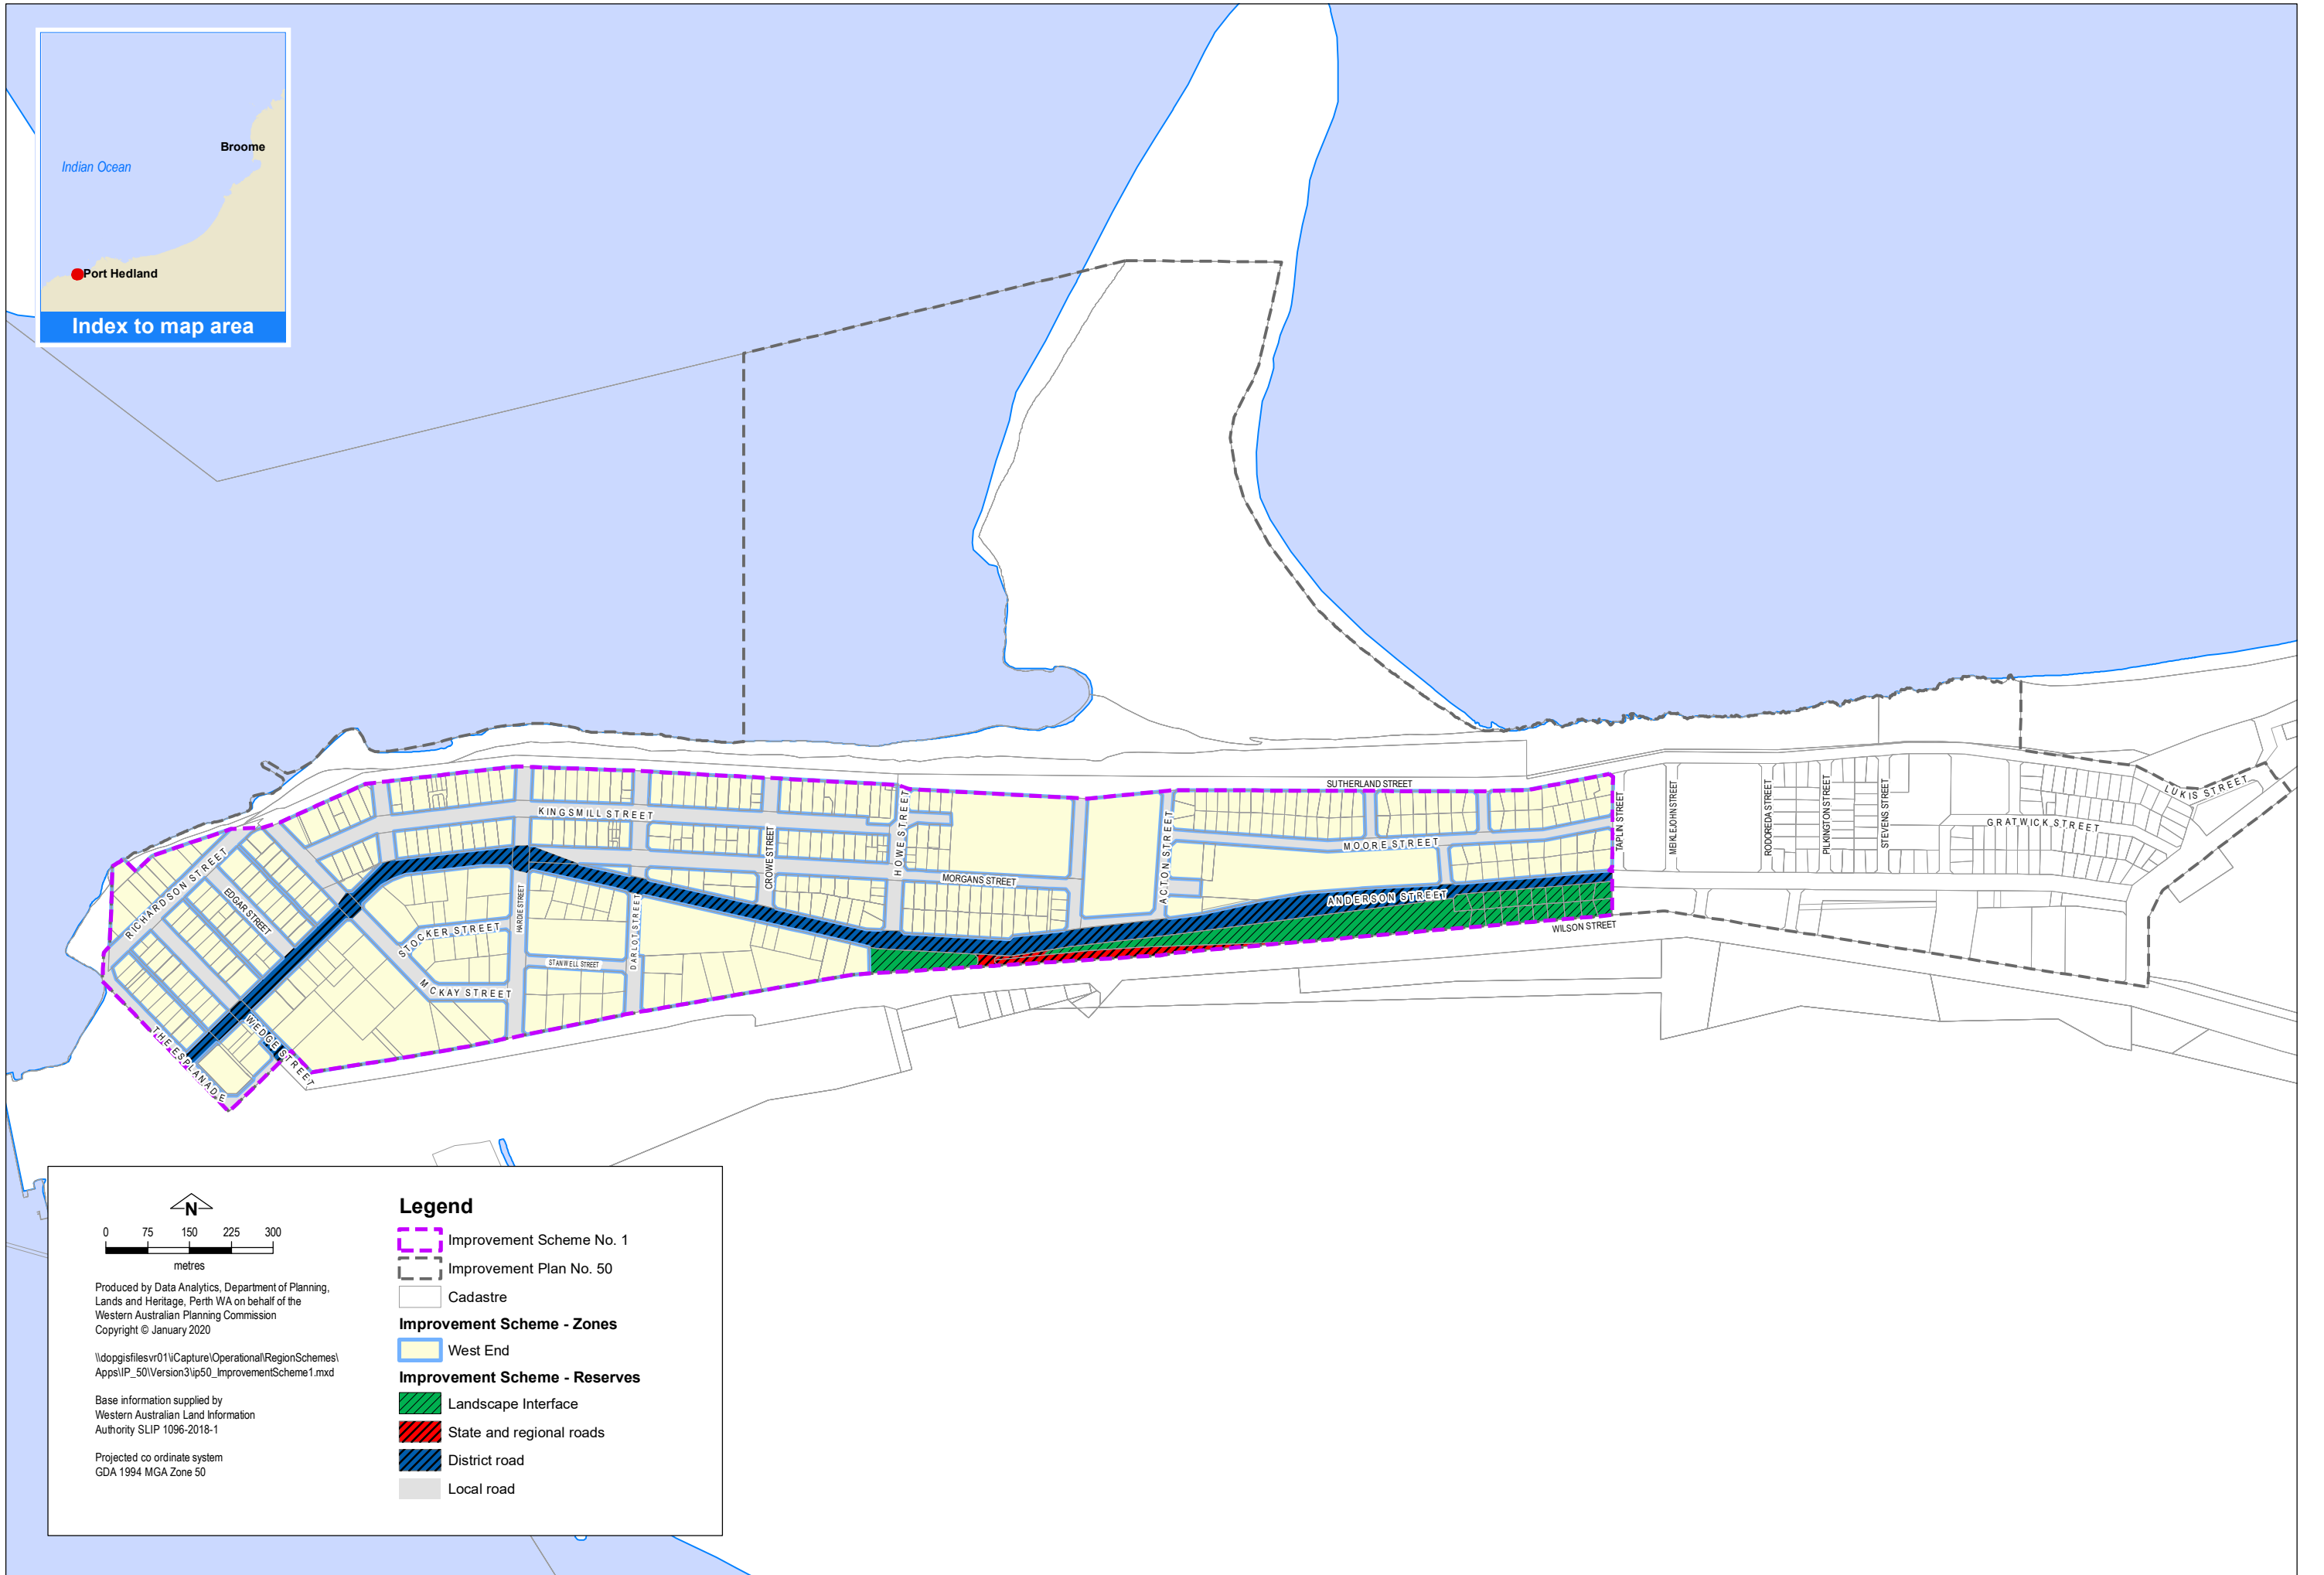 Broome
Indian Ocean
Port Hedland
Index to map area
SUTHERLAND STREET
KINGSMILL STREET
HOWE STREET
CROWE STREET
MORGANS STREET
ACTON STREET
MOORE STREET
ANDERSON STREET
WILSON STREET
TAPLIN STREET
MEIKLEJOHN STREET
RODOREDA STREET
PILKINGTON STREET
STEVENS STREET
GRATWICK STREET
LUKIS STREET
RICHARDSON STREET
EDGAR STREET
HARDIE STREET
DARLOT STREET
STOCKER STREET
STANWELL STREET
MCKAY STREET
WEDGE STREET
THE ESPLANADE
N
0 75 150 225 300
metres
Produced by Data Analytics, Department of Planning,
Lands and Heritage, Perth WA on behalf of the
Western Australian Planning Commission
Copyright © January 2020
\\dopgisfilesvr01\iCapture\Operational\RegionSchemes\
Apps\IP_50\Version3\ip50_ImprovementScheme1.mxd
Base information supplied by
Western Australian Land Information
Authority SLIP 1096-2018-1
Projected co ordinate system
GDA 1994 MGA Zone 50
Legend
Improvement Scheme No. 1
Improvement Plan No. 50
Cadastre
Improvement Scheme - Zones
West End
Improvement Scheme - Reserves
Landscape Interface
State and regional roads
District road
Local road